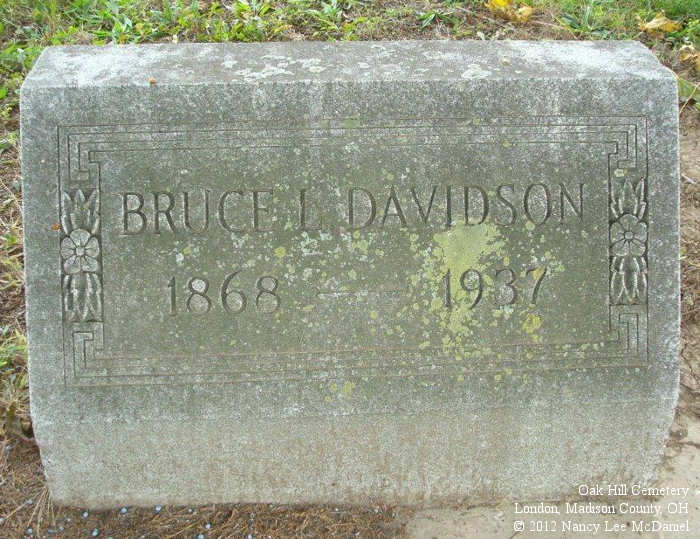 BRUCE L. DAVIDSON
1868 — 1937
Oak Hill Cemetery
London, Madison County, OH
© 2012 Nancy Lee McDaniel